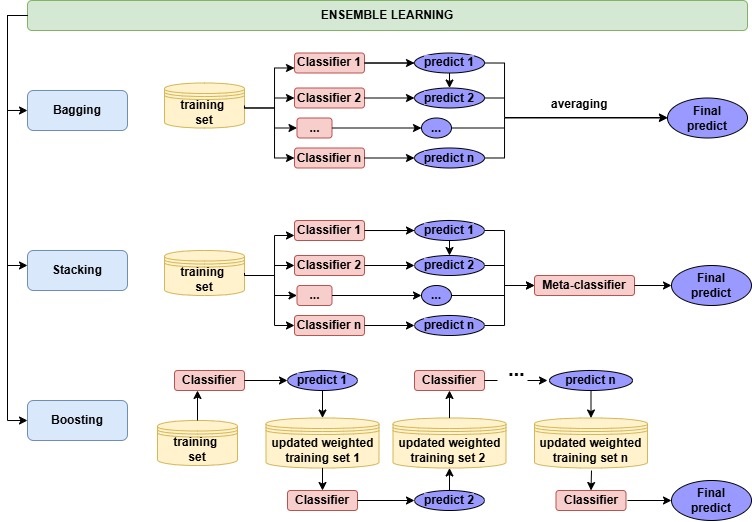 ENSEMBLE LEARNING
Bagging
training
set
Classifier 1
predict 1
Classifier 2
predict 2
...
...
Classifier n
predict n
averaging
Final
predict
Stacking
training
set
Classifier 1
predict 1
Classifier 2
predict 2
...
...
Classifier n
predict n
Meta-classifier
Final
predict
Boosting
training
set
Classifier
predict 1
updated weighted
training set 1
Classifier
predict 2
updated weighted
training set 2
Classifier
...
predict n
updated weighted
training set n
Classifier
Final
predict